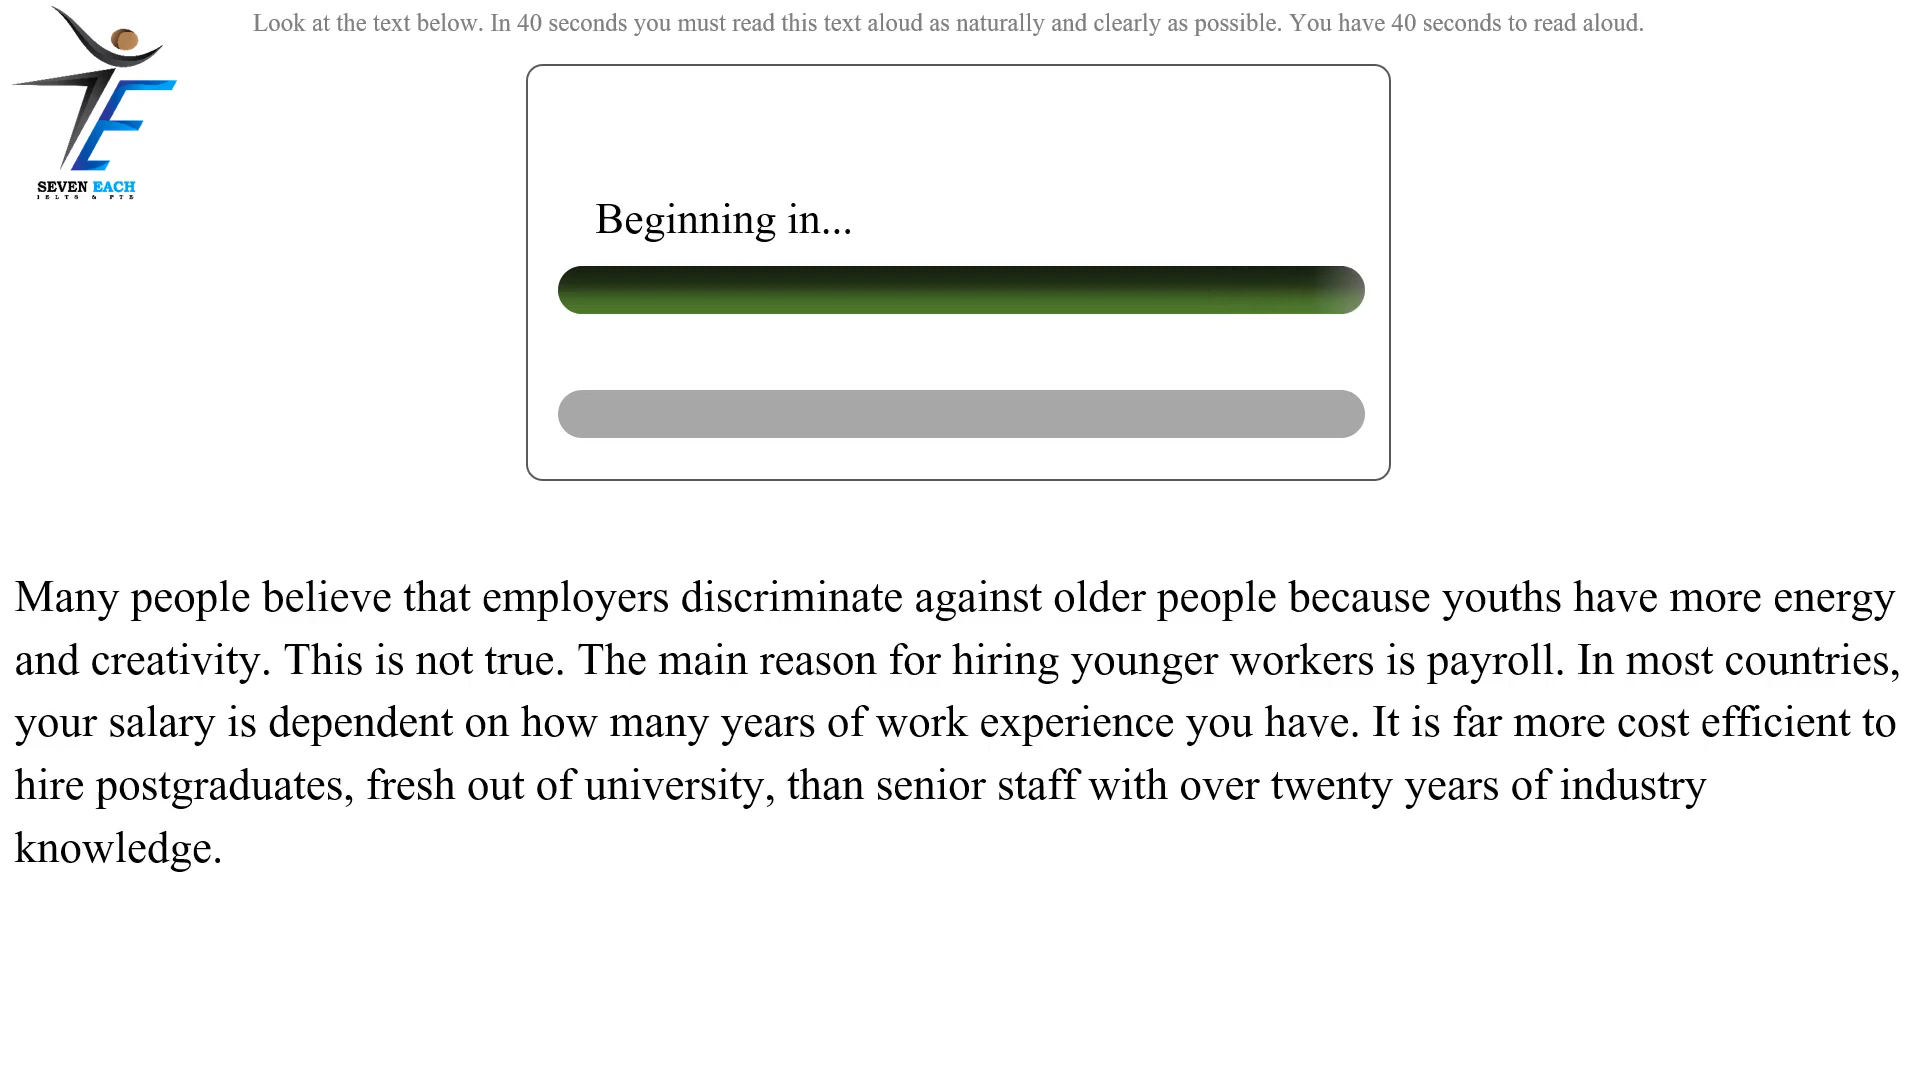 Look at the text below. In 40 seconds you must read this text aloud as naturally and clearly as possible. You have 40 seconds to read aloud.
SEVEN EACH
IELTS & PTE
Beginning in...
Many people believe that employers discriminate against older people because youths have more energy
and creativity. This is not true. The main reason for hiring younger workers is payroll. In most countries,
your salary is dependent on how many years of work experience you have. It is far more cost efficient to
hire postgraduates, fresh out of university, than senior staff with over twenty years of industry
knowledge.